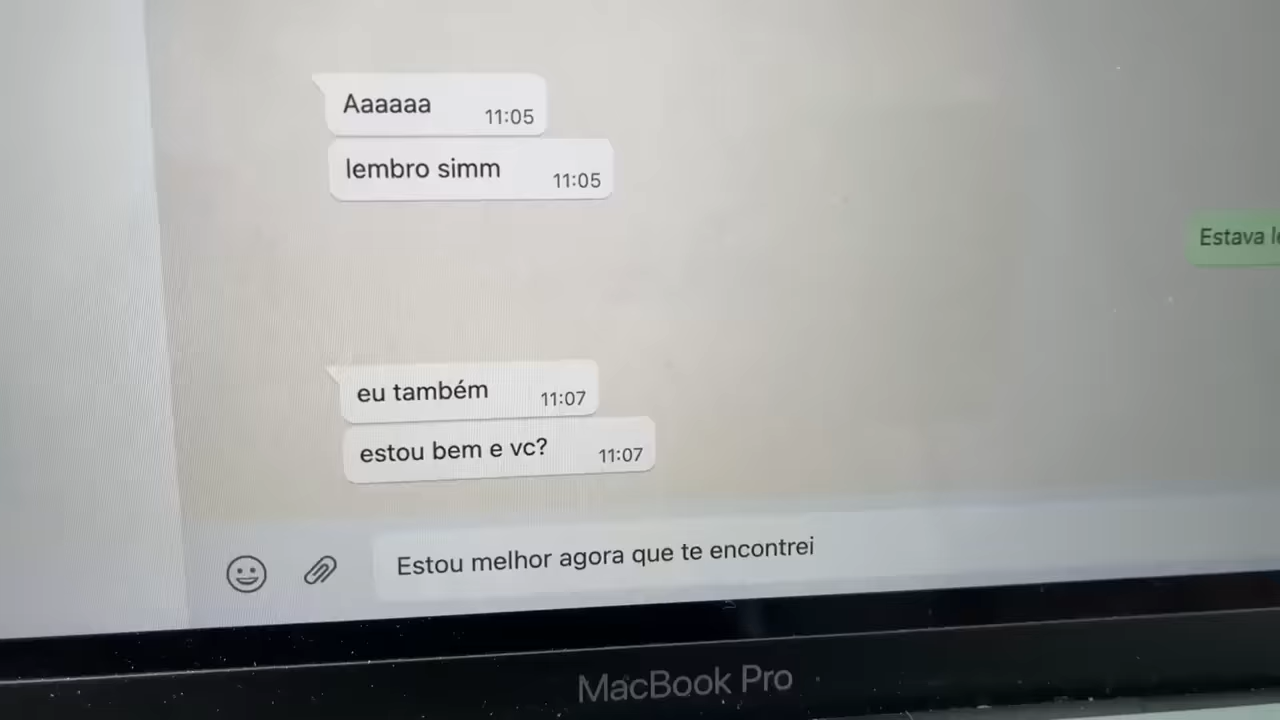 Aaaaaa 11:05
lembro simm 11:05
Estava
eu também 11:07
estou bem e vc? 11:07
Estou melhor agora que te encontrei
MacBook Pro